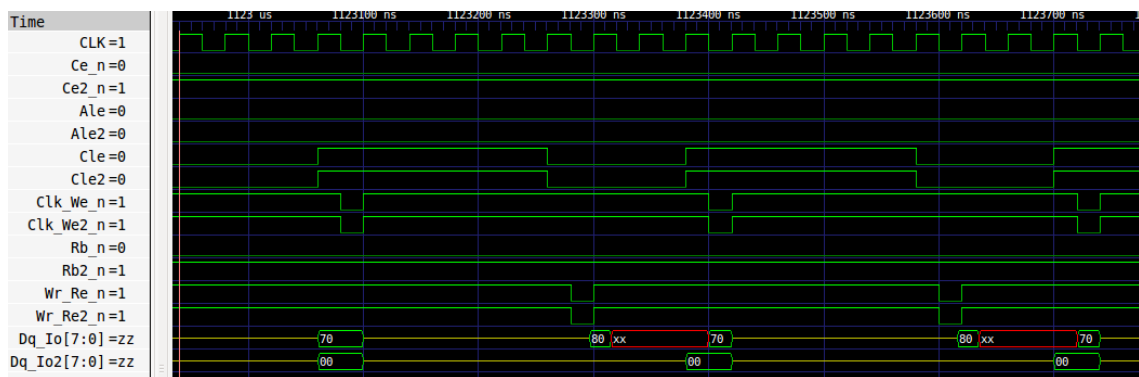 Time 1123 us 1123100 ns 1123200 ns 1123300 ns 1123400 ns 1123500 ns 1123600 ns 1123700 ns
CLK=1
Ce_n=0
Ce2_n=1
Ale=0
Ale2=0
Cle=0
Cle2=0
Clk_We_n=1
Clk_We2_n=1
Rb_n=0
Rb2_n=1
Wr_Re_n=1
Wr_Re2_n=1
Dq_Io[7:0]=zz 70 80 xx 70 80 xx 70
Dq_Io2[7:0]=zz 00 00 00